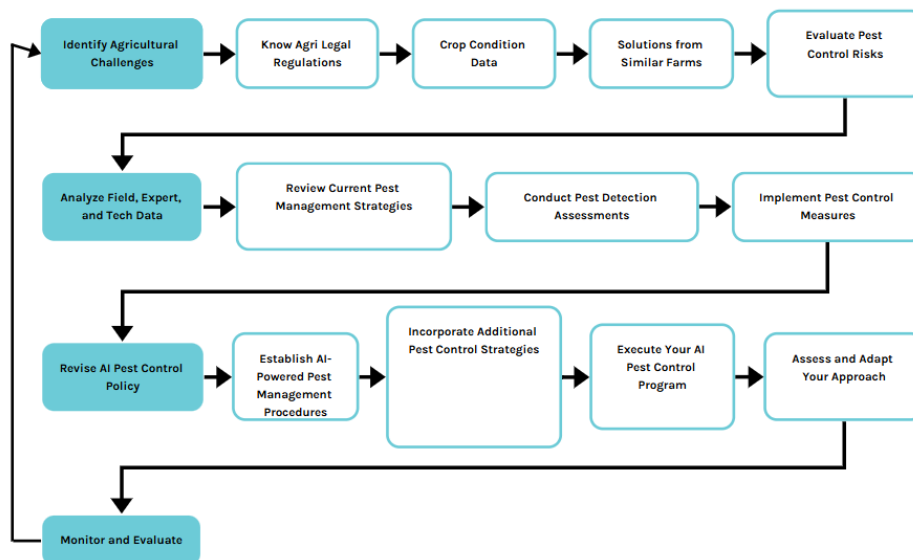 Identify Agricultural
Challenges
Know Agri Legal
Regulations
Crop Condition
Data
Solutions from
Similar Farms
Evaluate Pest
Control Risks
Analyze Field, Expert,
and Tech Data
Review Current Pest
Management Strategies
Conduct Pest Detection
Assessments
Implement Pest Control
Measures
Revise AI Pest Control
Policy
Establish AI-
Powered Pest
Management
Procedures
Incorporate Additional
Pest Control Strategies
Execute Your AI
Pest Control
Program
Assess and Adapt
Your Approach
Monitor and Evaluate